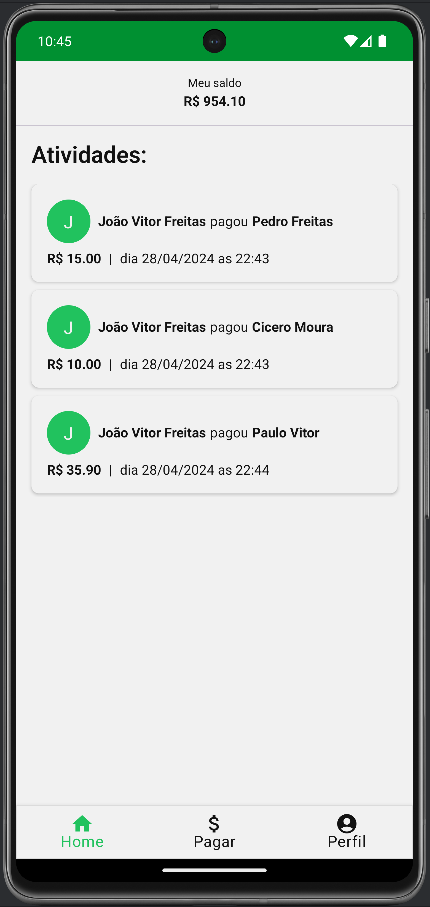 10:45
Meu saldo
R$ 954.10
Atividades:
J
João Vitor Freitas pagou Pedro Freitas
R$ 15.00 | dia 28/04/2024 as 22:43
J
João Vitor Freitas pagou Cicero Moura
R$ 10.00 | dia 28/04/2024 as 22:43
J
João Vitor Freitas pagou Paulo Vitor
R$ 35.90 | dia 28/04/2024 as 22:44
Home
Pagar
Perfil